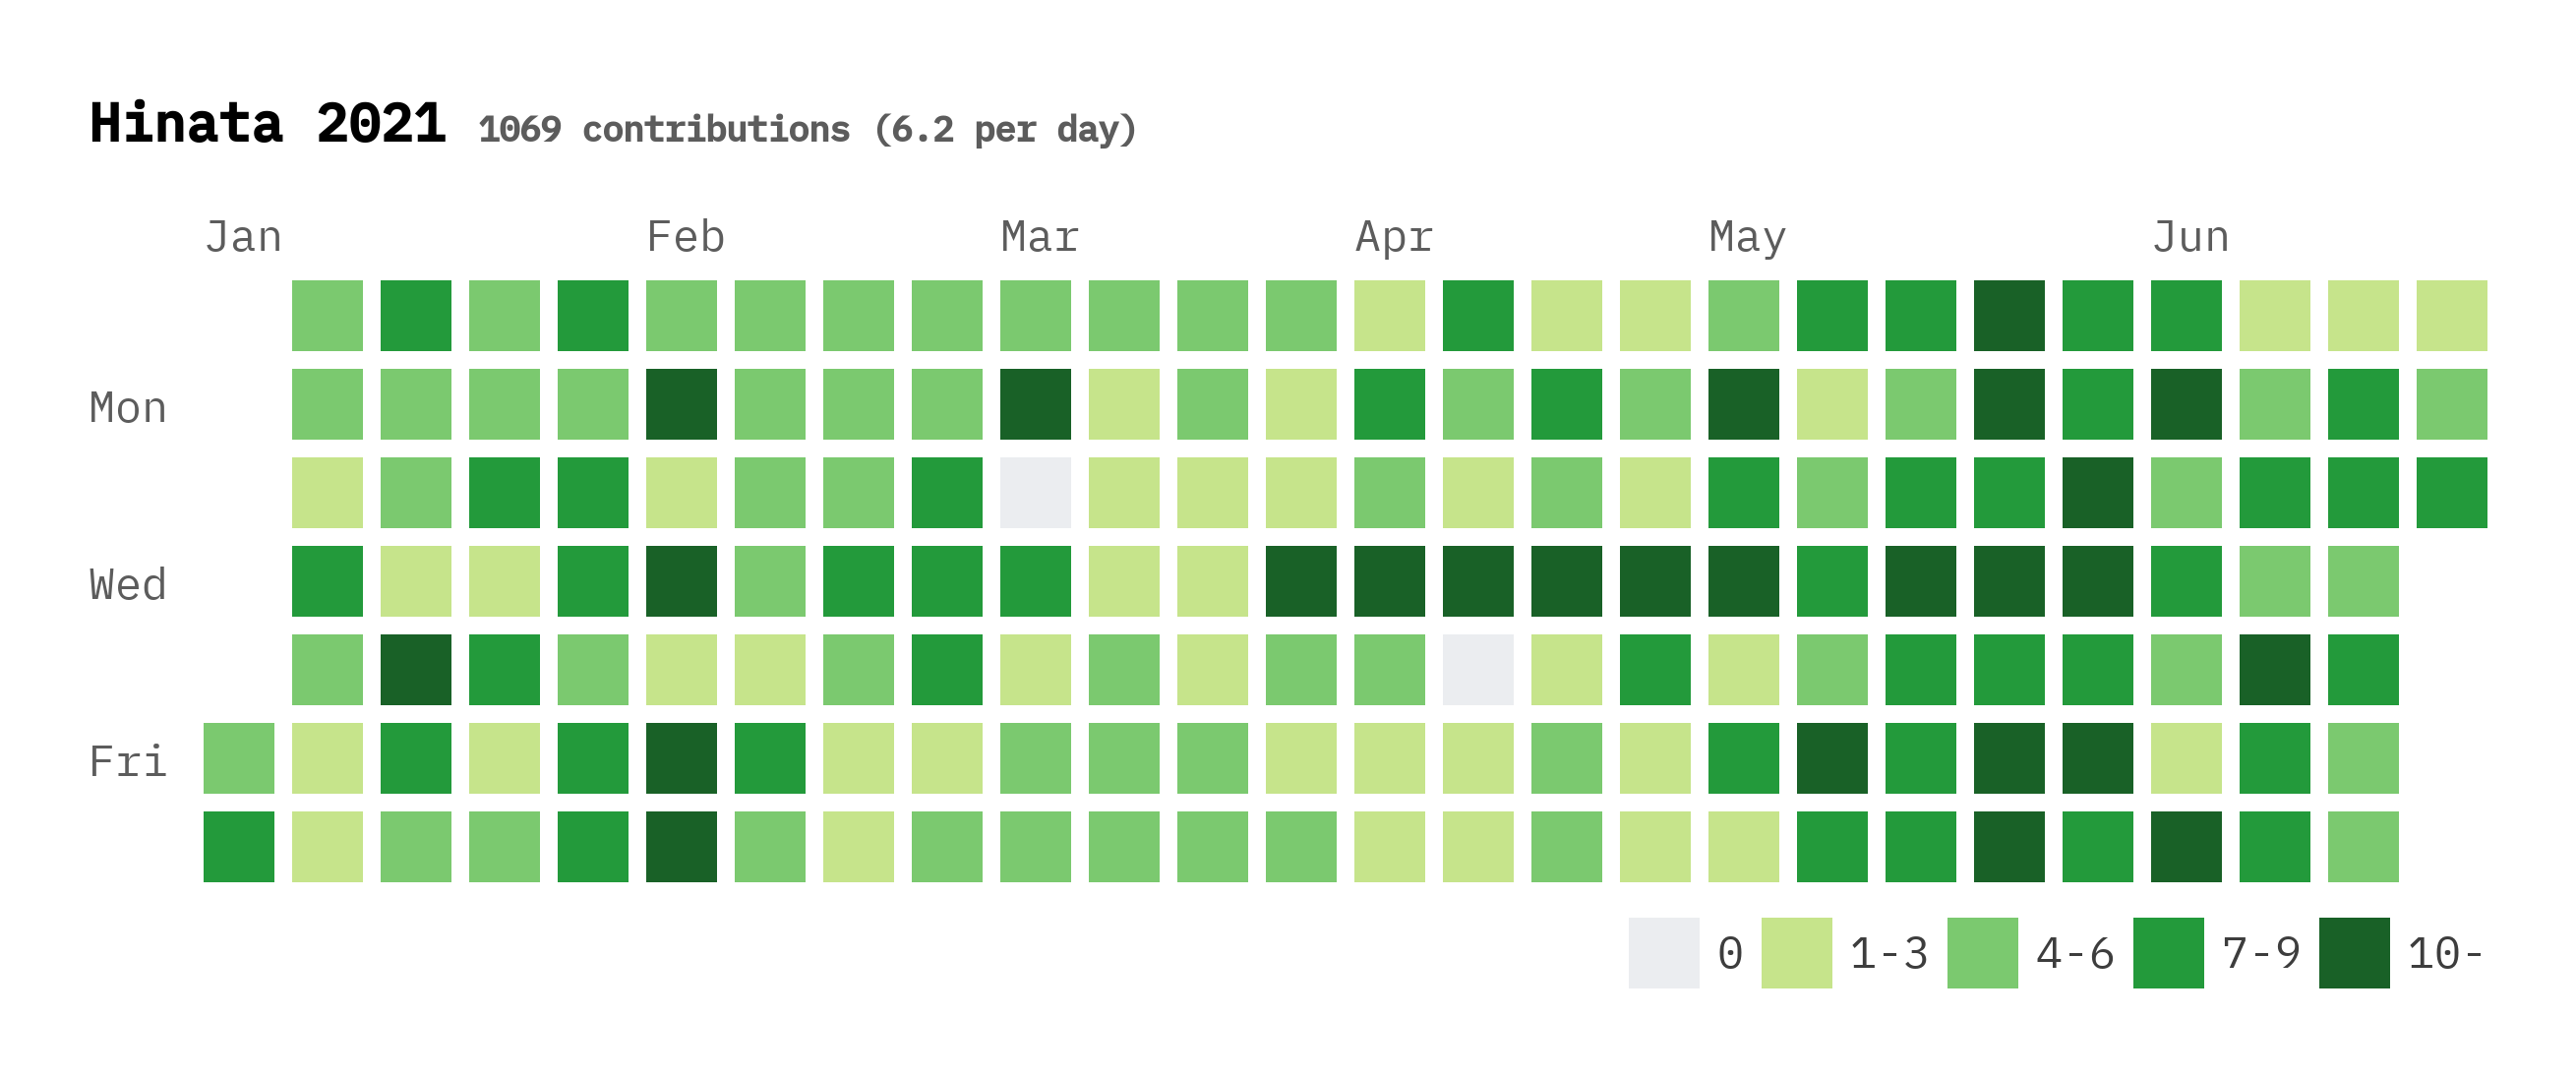 Hinata 2021 1069 contributions (6.2 per day)
Jan Feb Mar Apr May Jun
Mon
Wed
Fri
0 1-3 4-6 7-9 10-